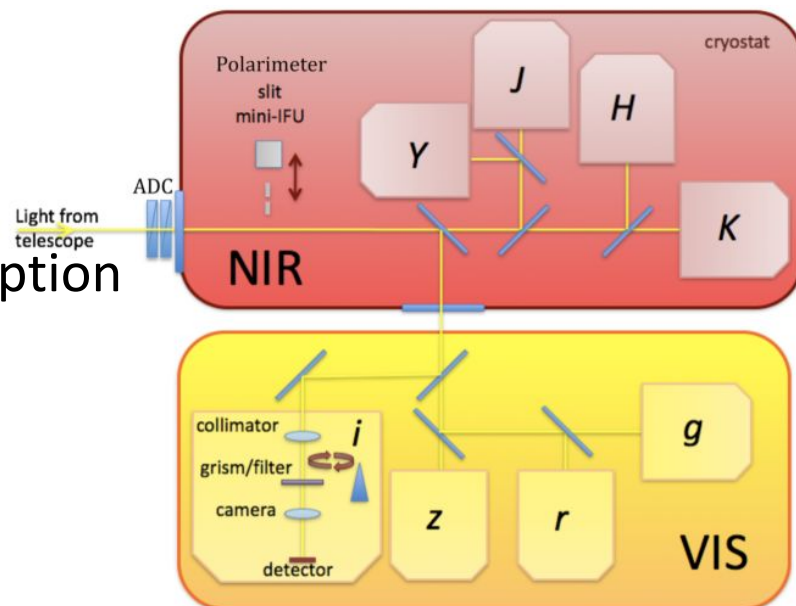 cryostat
Polarimeter
slit
mini-IFU
J
H
Y
K
ADC
Light from
telescope
ption
NIR
collimator
i
grism/filter
camera
detector
z
r
g
VIS